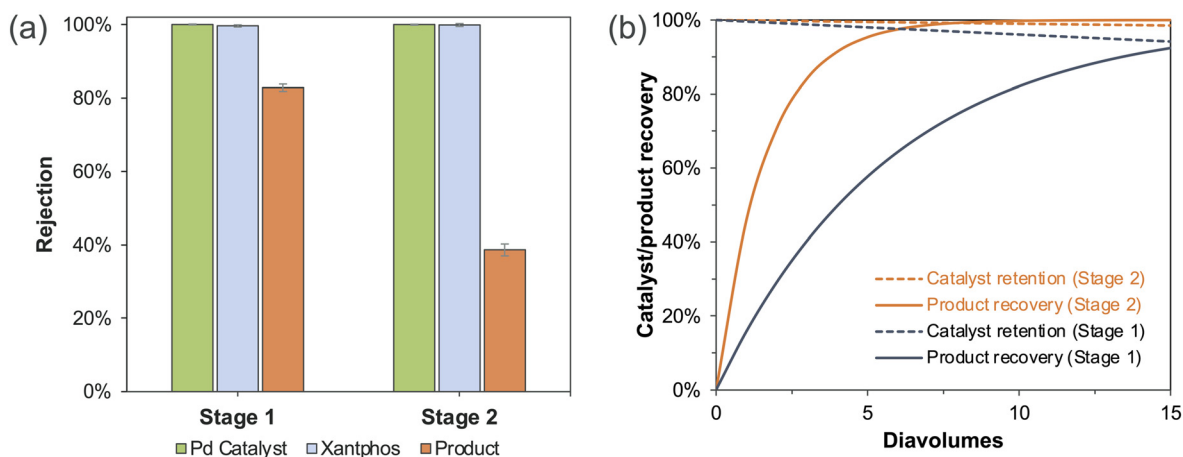 (a)
100%
80%
60%
40%
20%
0%
Rejection
Stage 1
Stage 2
Pd Catalyst
Xantphos
Product
(b)
100%
80%
60%
40%
20%
0%
Catalyst/product recovery
Catalyst retention (Stage 2)
Product recovery (Stage 2)
Catalyst retention (Stage 1)
Product recovery (Stage 1)
0
5
10
15
Diavolumes